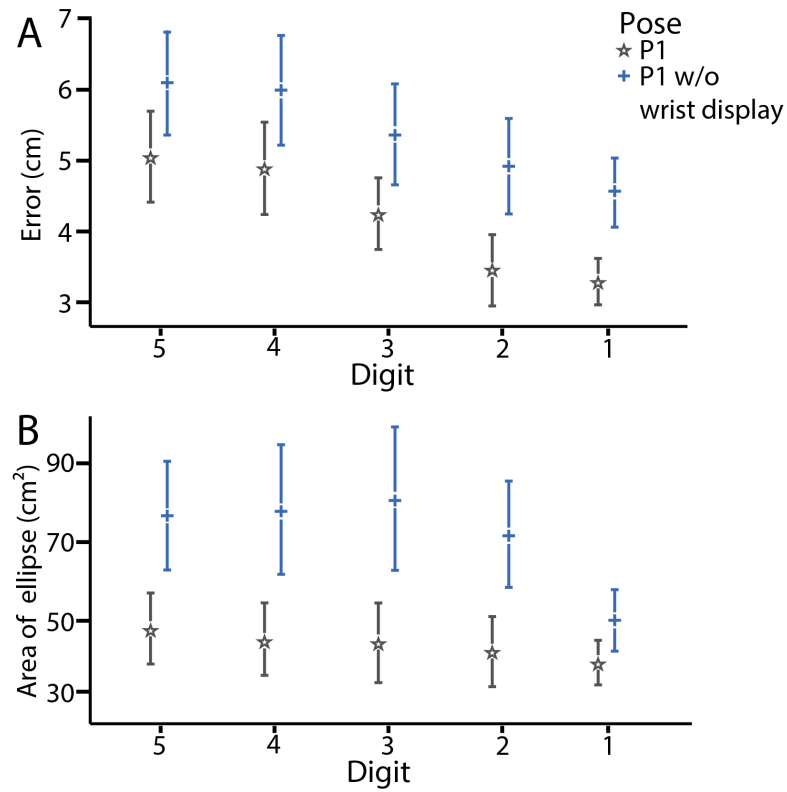 A
Pose
P1
P1 w/o
wrist display
Error (cm)
7
6
5
4
3
5 4 3 2 1
Digit
B
Area of ellipse (cm²)
90
70
50
30
5 4 3 2 1
Digit